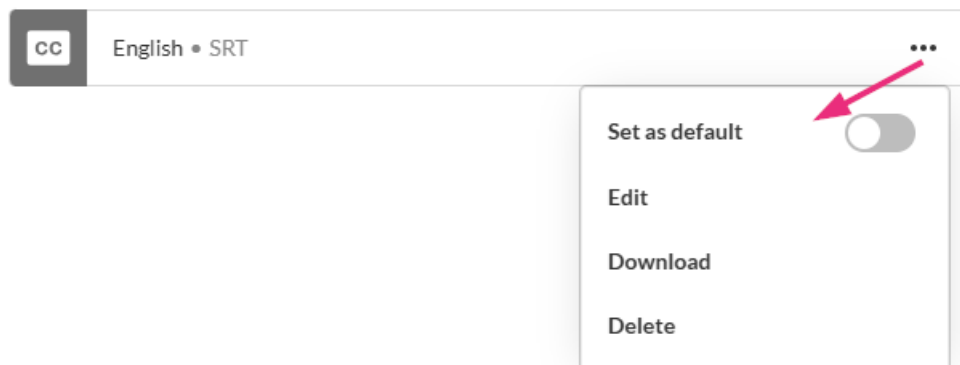 CC English • SRT •••
Set as default
Edit
Download
Delete